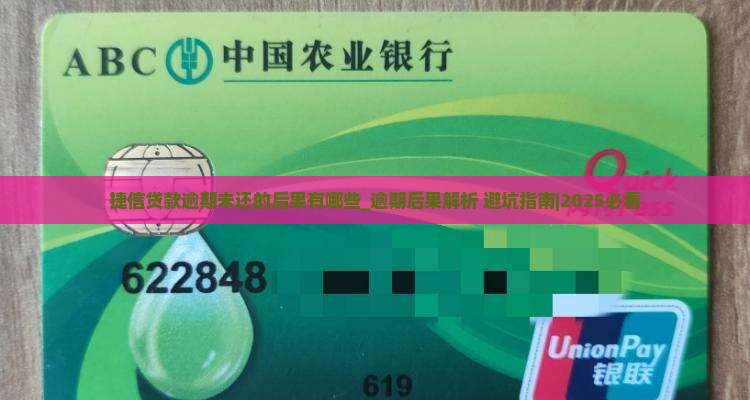 ABC 中国农业银行
Quick
捷信贷款逾期未还的后果有哪些_逾期后果解析 避坑指南|2025必看
622848
UnionPay
银联
619